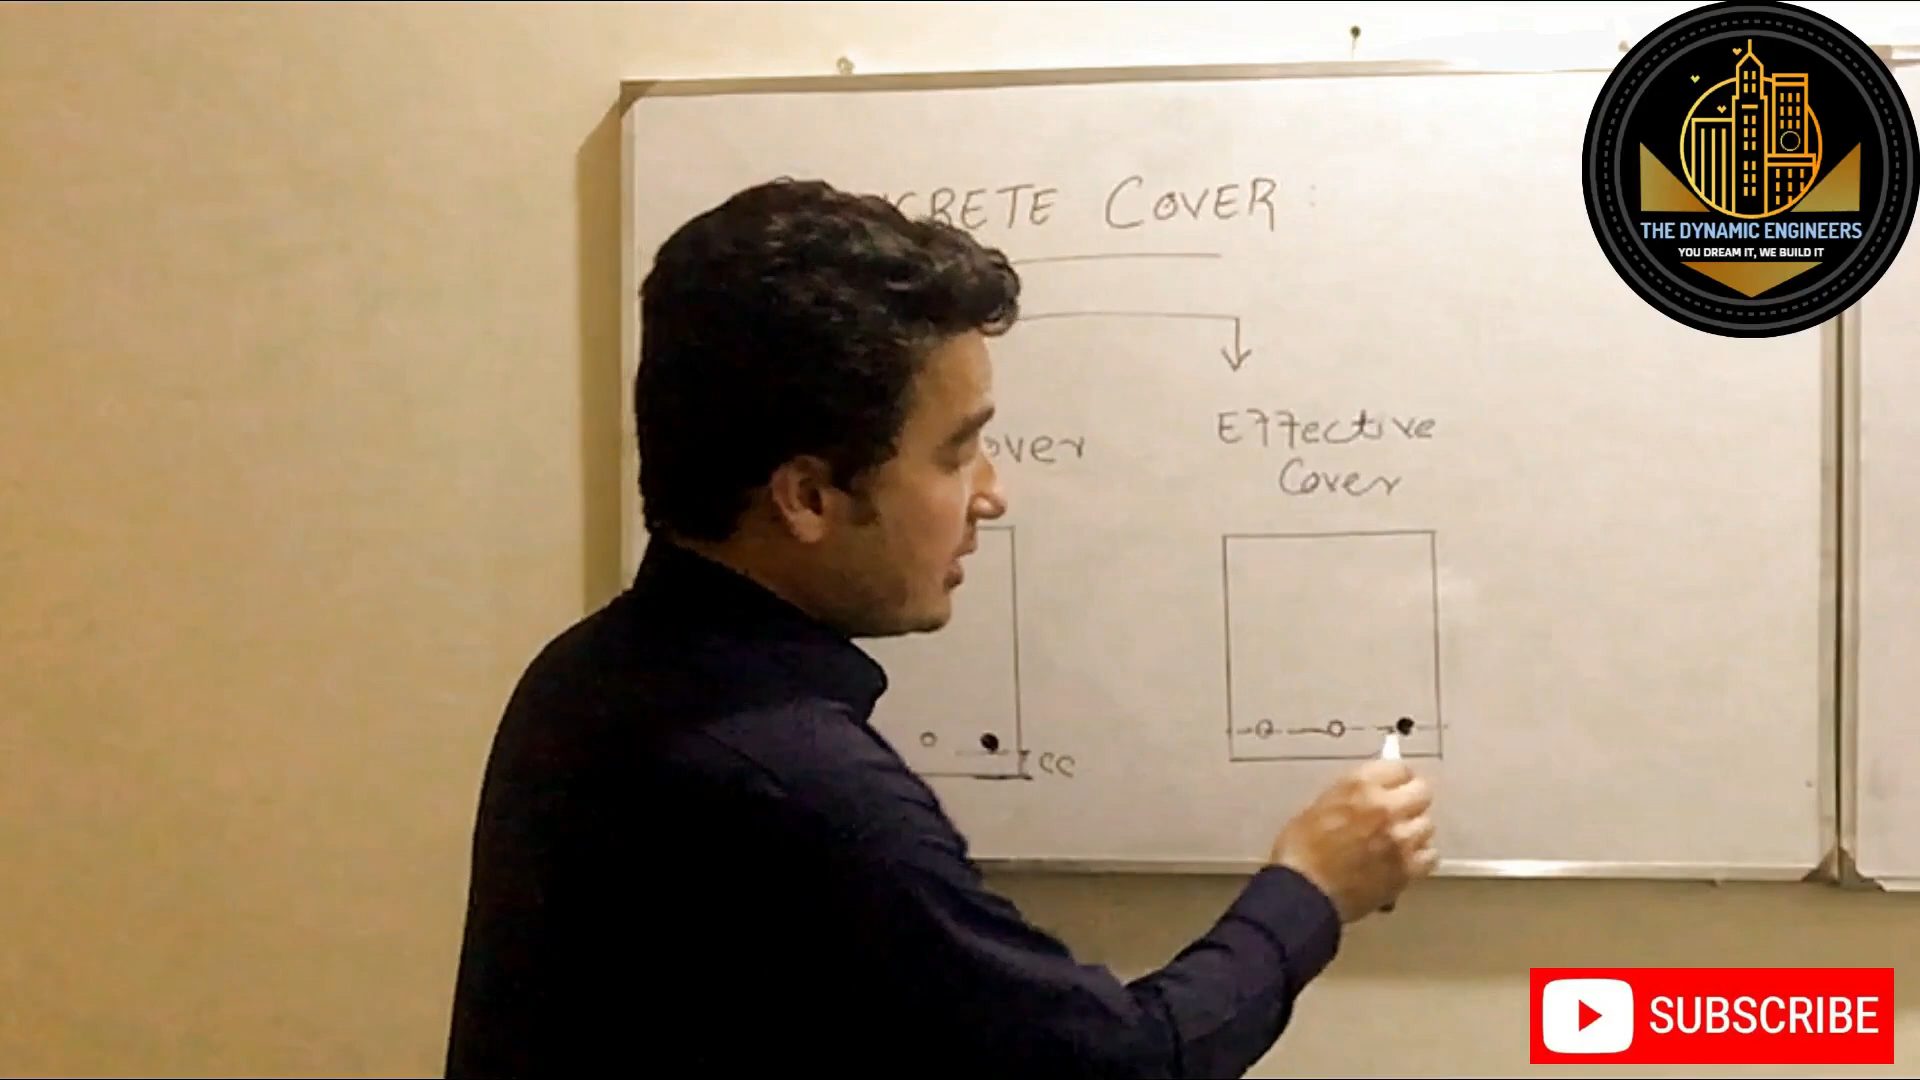 CRETE COVER :
over
Effective
Cover
CC
THE DYNAMIC ENGINEERS
YOU DREAM IT, WE BUILD IT
SUBSCRIBE